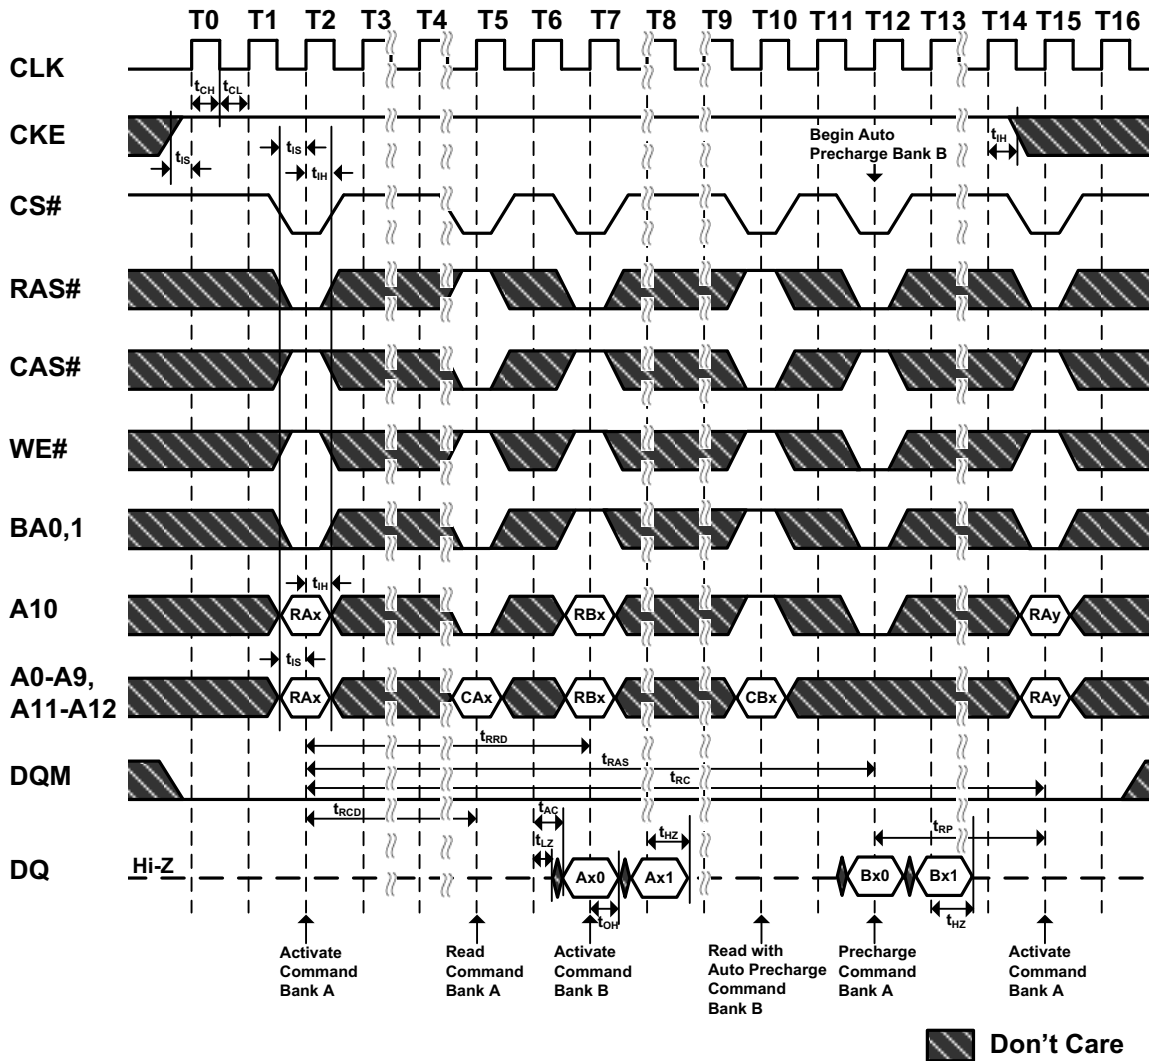 T0 T1 T2 T3 T4 T5 T6 T7 T8 T9 T10 T11 T12 T13 T14 T15 T16
CLK
tCH tCL
CKE
tIS tIS tIH
Begin Auto
Precharge Bank B
tIH
CS#
RAS#
CAS#
WE#
BA0,1
tIH
A10
RAx RBx RAy
tIS
A0-A9,
A11-A12
RAx CAx RBx CBx RAy
tRRD
tRAS
tRC
DQM
tRCD
tAC
tLZ
tHZ
tRP
DQ
Hi-Z
Ax0 Ax1 Bx0 Bx1
tOH
tHZ
Activate
Command
Bank A
Read
Command
Bank A
Activate
Command
Bank B
Read with
Auto Precharge
Command
Bank B
Precharge
Command
Bank A
Activate
Command
Bank A
Don't Care